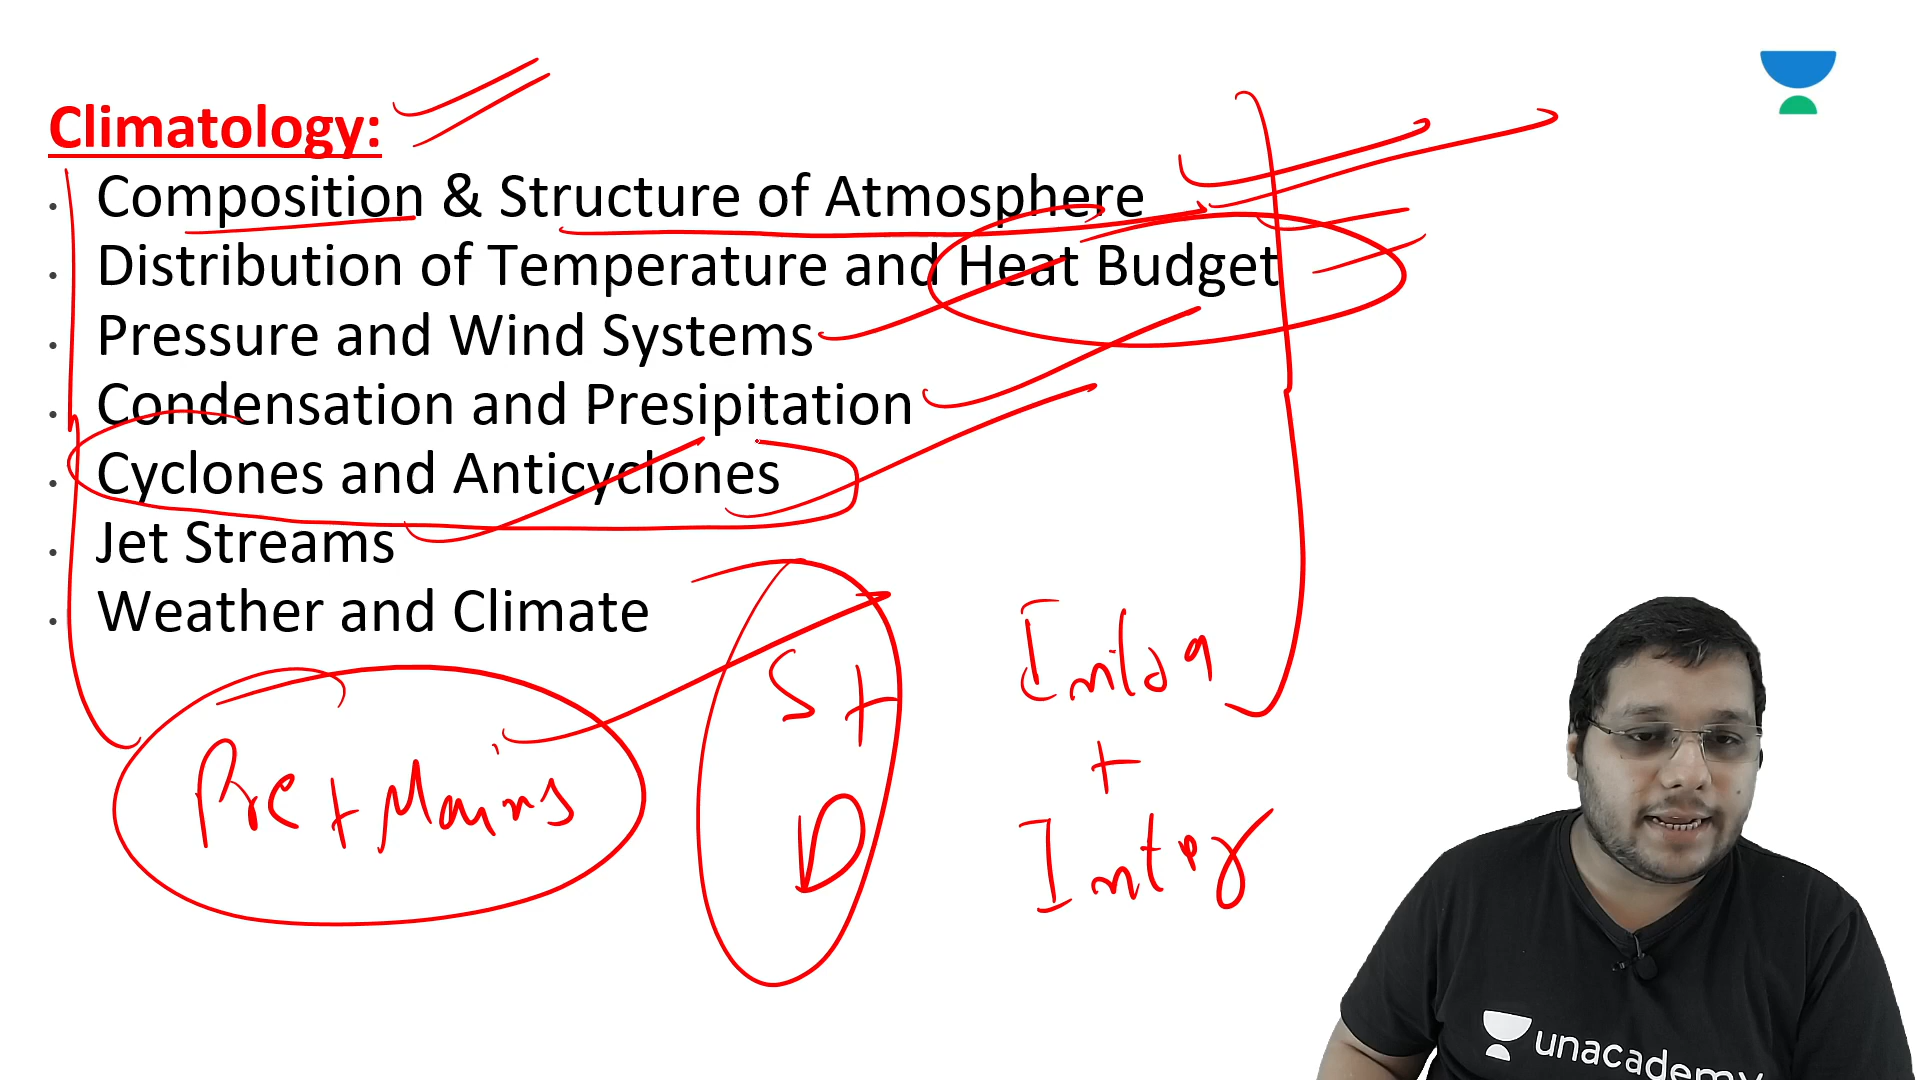 Climatology:
• Composition & Structure of Atmosphere
• Distribution of Temperature and Heat Budget
• Pressure and Wind Systems
• Condensation and Presipitation
• Cyclones and Anticyclones
• Jet Streams
• Weather and Climate
Pre + Mains
St
D
+
unacademy